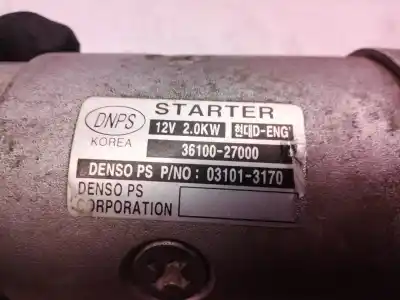 STARTER
DNPS
KOREA
12V 2.0KW 현대D-ENG'
36100-27000
DENSO PS P/NO : 03101-3170
DENSO PS
CORPORATION